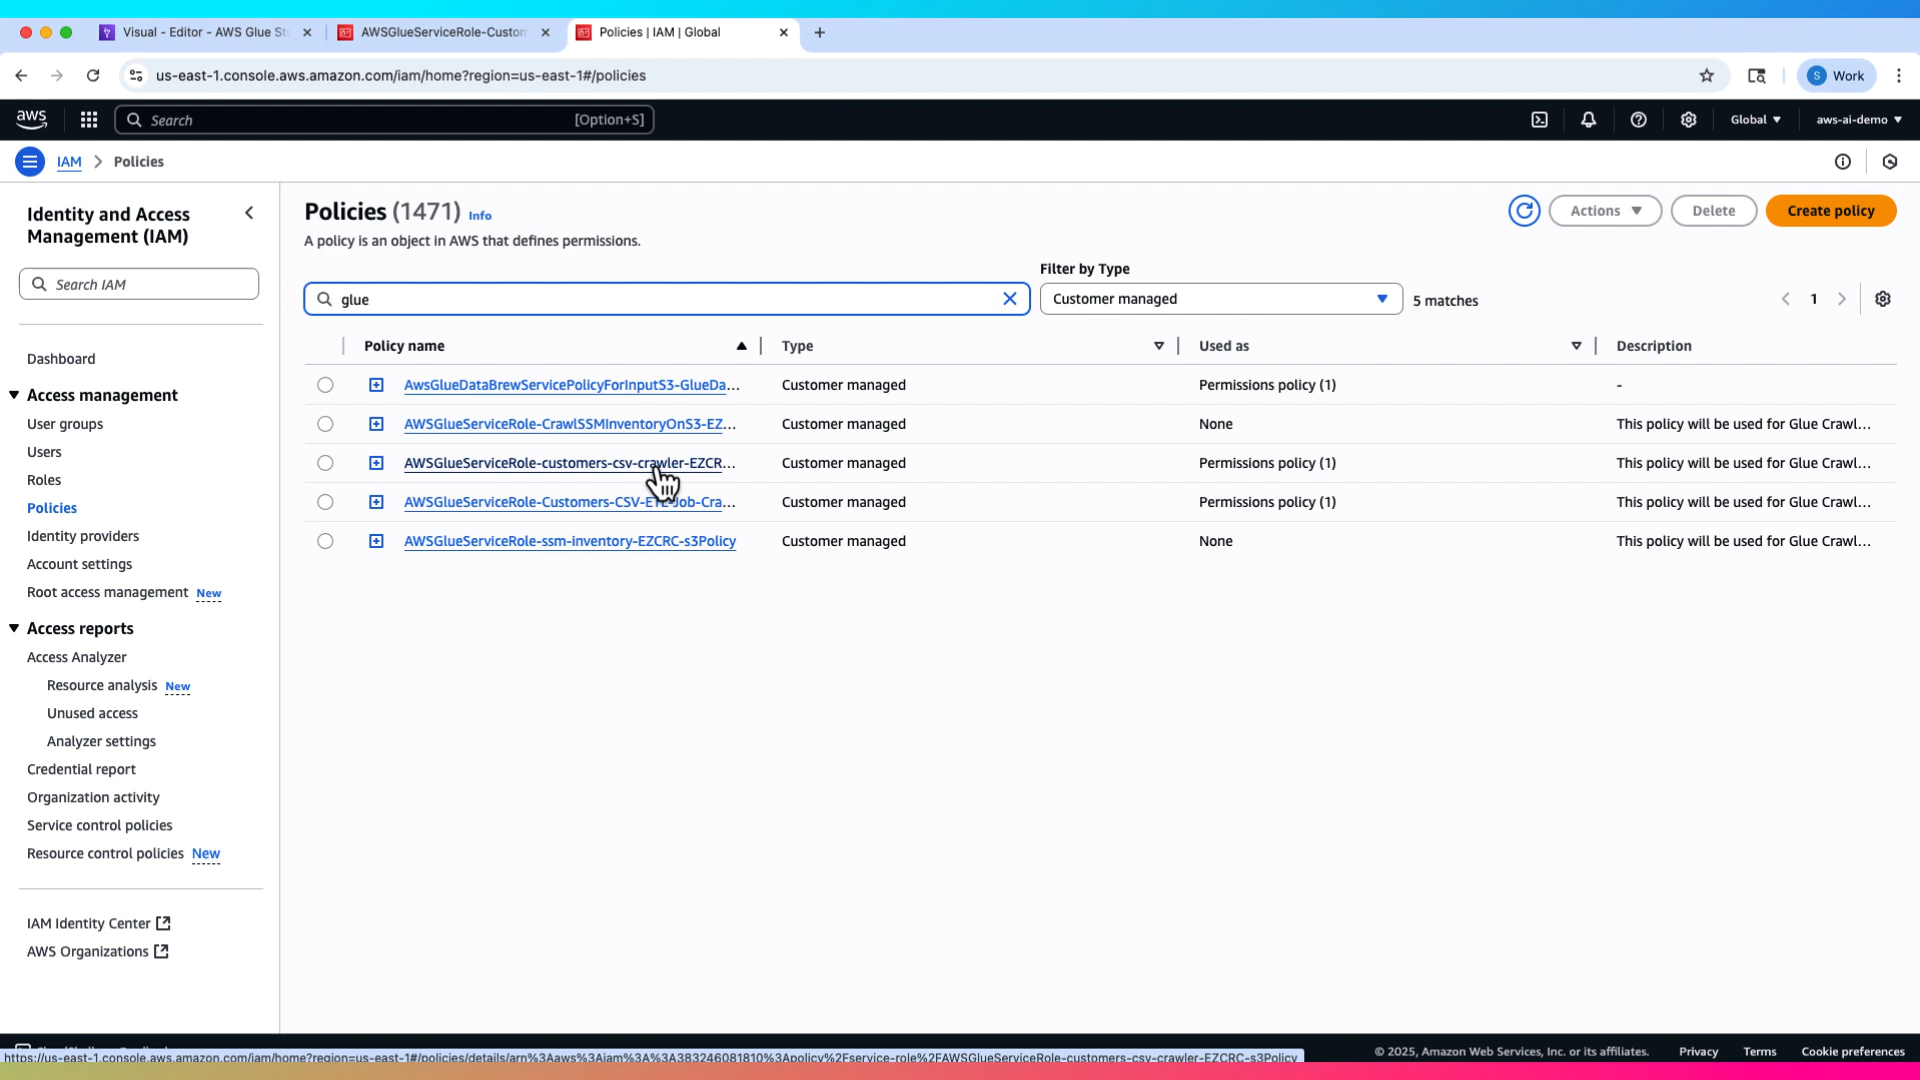 Visual - Editor - AWS Glue St
AWSGlueServiceRole-Custom
Policies | IAM | Global
us-east-1.console.aws.amazon.com/iam/home?region=us-east-1#/policies
S Work
aws
Search [Option+S]
Global
aws-ai-demo
IAM > Policies
Identity and Access
Management (IAM)
Search IAM
Dashboard
Access management
User groups
Users
Roles
Policies
Identity providers
Account settings
Root access management New
Access reports
Access Analyzer
Resource analysis New
Unused access
Analyzer settings
Credential report
Organization activity
Service control policies
Resource control policies New
IAM Identity Center
AWS Organizations
Policies (1471) Info
A policy is an object in AWS that defines permissions.
Actions
Delete
Create policy
Filter by Type
glue
Customer managed
5 matches
1
Policy name Type Used as Description
AwsGlueDataBrewServicePolicyForInputS3-GlueDa... Customer managed Permissions policy (1) -
AWSGlueServiceRole-CrawlSSMInventoryOnS3-EZ... Customer managed None This policy will be used for Glue Crawl...
AWSGlueServiceRole-customers-csv-crawler-EZCR... Customer managed Permissions policy (1) This policy will be used for Glue Crawl...
AWSGlueServiceRole-Customers-CSV-ETL-Job-Cra... Customer managed Permissions policy (1) This policy will be used for Glue Crawl...
AWSGlueServiceRole-ssm-inventory-EZCRC-s3Policy Customer managed None This policy will be used for Glue Crawl...
https://us-east-1.console.aws.amazon.com/iam/home?region=us-east-1#/policies/details/arn%3Aaws%3Aiam%3A%3A383246081810%3Apolicy%2Fservice-role%2FAWSGlueServiceRole-customers-csv-crawler-EZCRC-s3Policy
© 2025, Amazon Web Services, Inc. or its affiliates.
Privacy
Terms
Cookie preferences